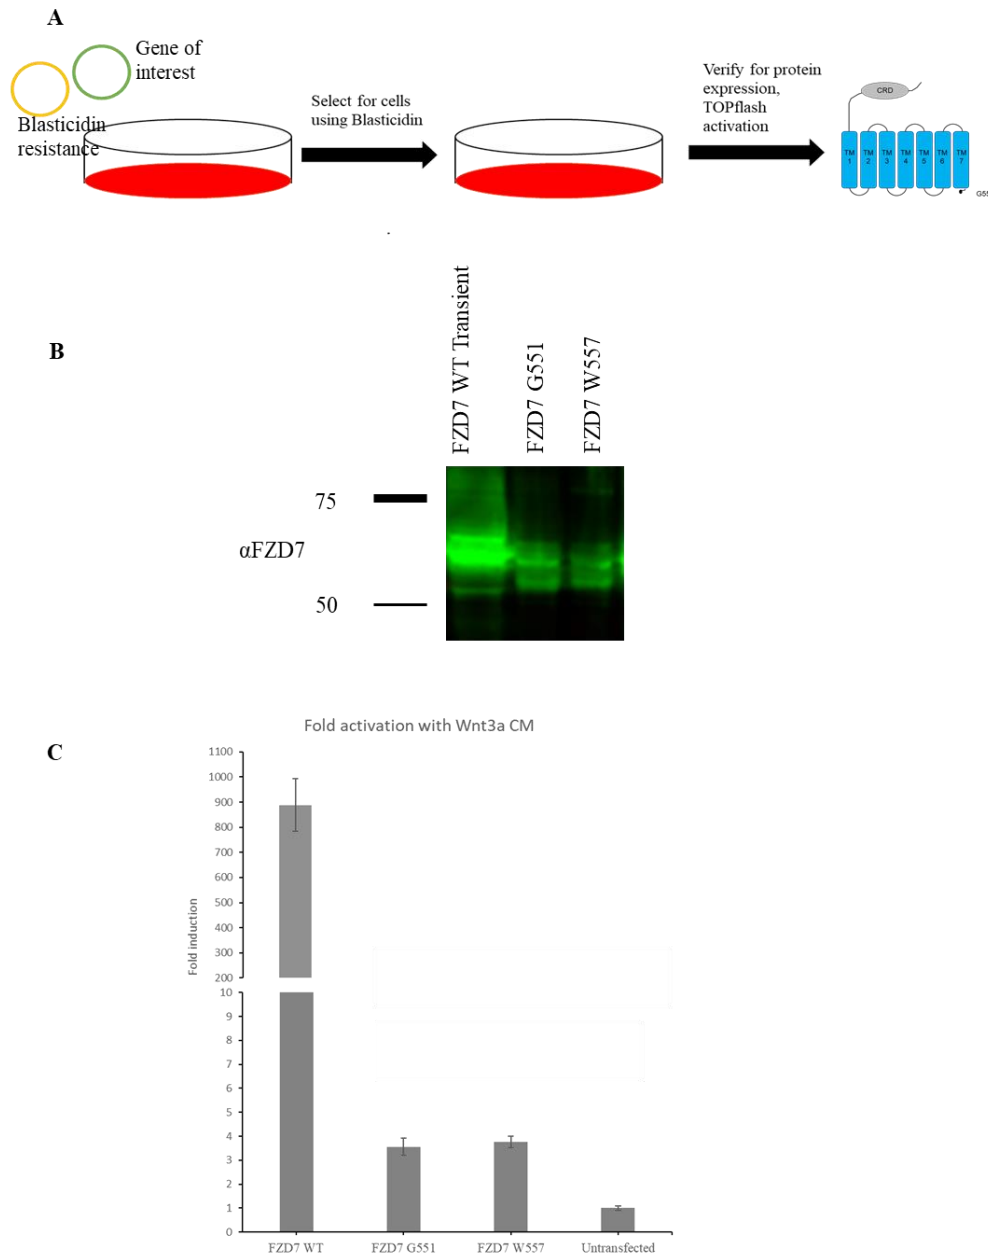 A
Gene of
interest
Blasticidin
resistance
Select for cells
using Blasticidin
Verify for protein
expression,
TOPflash
activation
CRD
TM 1
TM 2
TM 3
TM 4
TM 5
TM 6
TM 7
G55
B
FZD7 WT Transient
FZD7 G551
FZD7 W557
75
αFZD7
50
C
Fold activation with Wnt3a CM
Fold induction
1100
1000
900
800
700
600
500
400
300
200
10
9
8
7
6
5
4
3
2
1
0
FZD7 WT
FZD7 G551
FZD7 W557
Untransfected